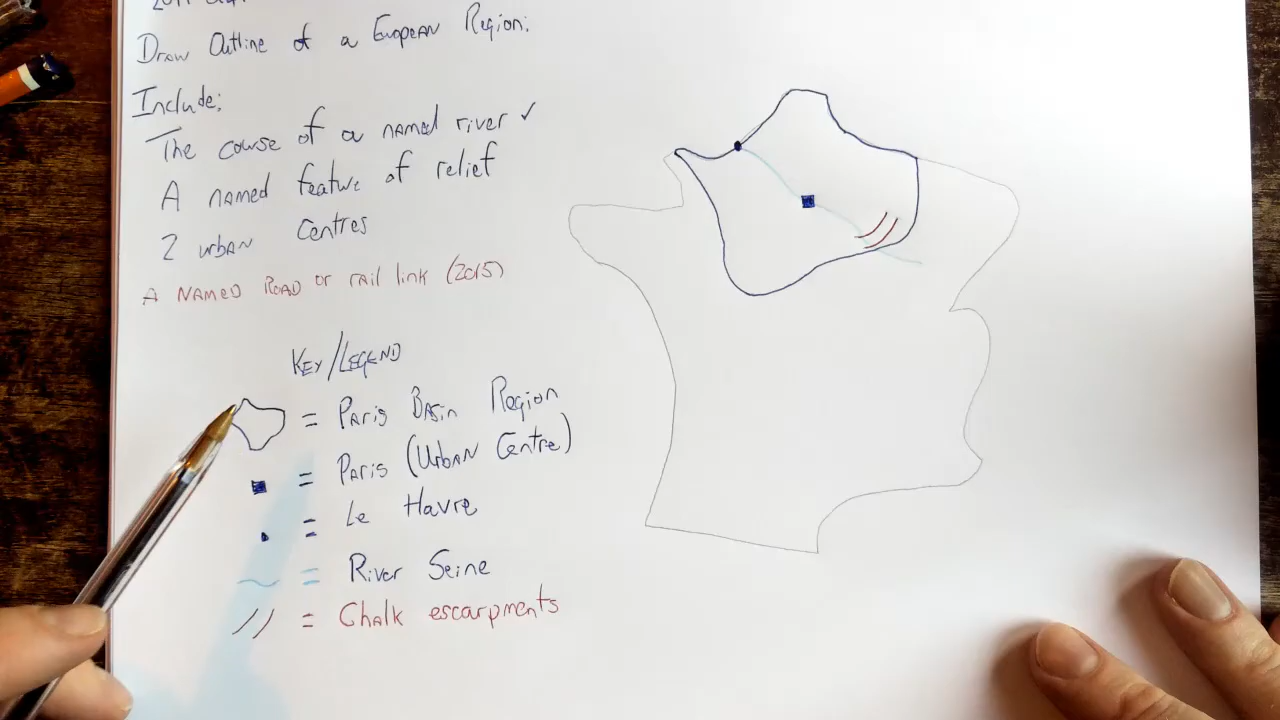 Draw Outline of a European Region:
Include:
The course of a named river ✓
A named feature of relief
2 urban centres
A named Road or rail link (2015)
Key/Legend
= Paris Basin Region
= Paris (Urban Centre)
= Le Havre
= River Seine
= Chalk escarpments